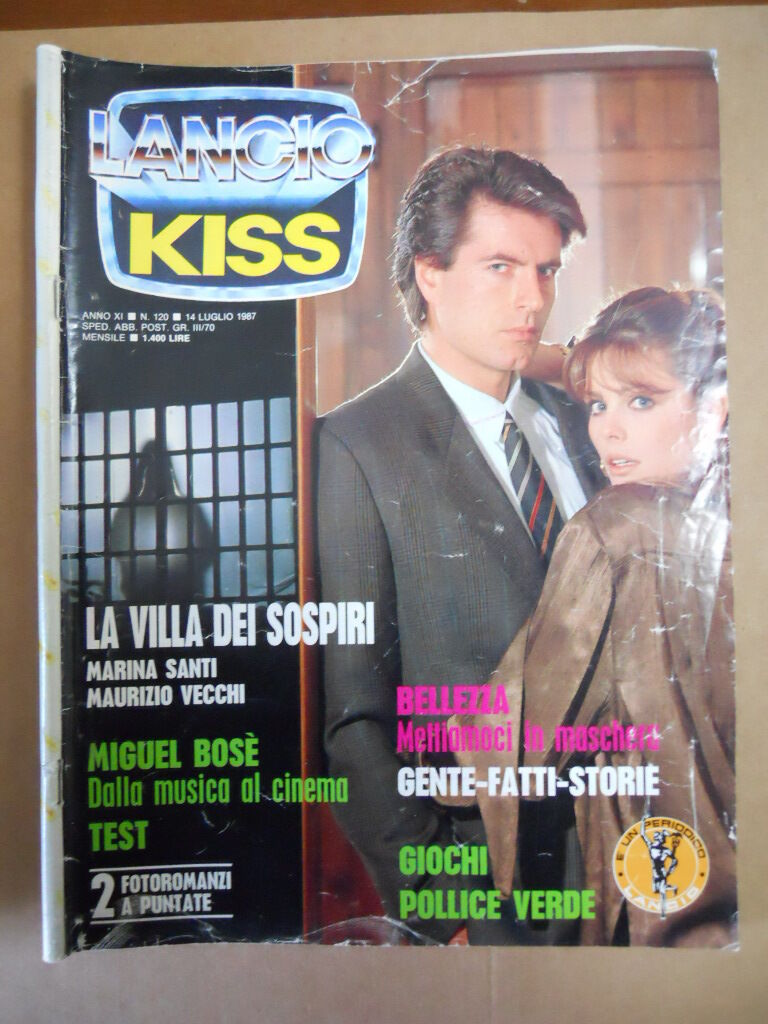 LANCIO
KISS
ANNO XI ■ N. 120 ■ 14 LUGLIO 1987
SPED. ABB. POST. GR. III/70
MENSILE ■ 1.400 LIRE
LA VILLA DEI SOSPIRI
MARINA SANTI
MAURIZIO VECCHI
MIGUEL BOSÈ
Dalla musica al cinema
TEST
2 FOTOROMANZI
A PUNTATE
BELLEZZA
Mettiamoci in maschera
GENTE-FATTI-STORIE
GIOCHI
POLLICE VERDE
È UN PERIODICO
LANCIO